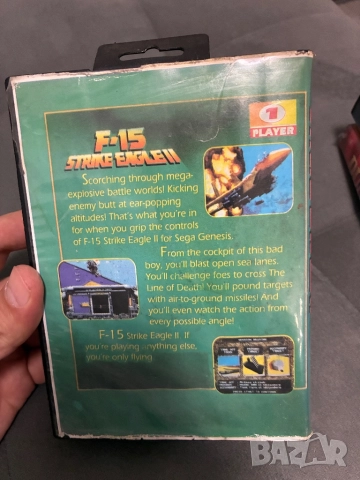 1
PLAYER
F-15
STRIKE EAGLE II
Scorching through mega-
explosive battle worlds! Kicking
enemy butt at ear-popping
altitudes! That's what you're in
for when you grip the controls
of F-15 Strike Eagle II for Sega Genesis.
From the cockpit of this bad
boy, you'll blast open sea lanes.
You'll challenge foes to cross The
Line of Death! You'll pound targets
with air-to-ground missiles! And
you'll even watch the action from
every possible angle!
F-15 Strike Eagle II. If
you're playing anything else,
you're only flying.
BAZAR
bg